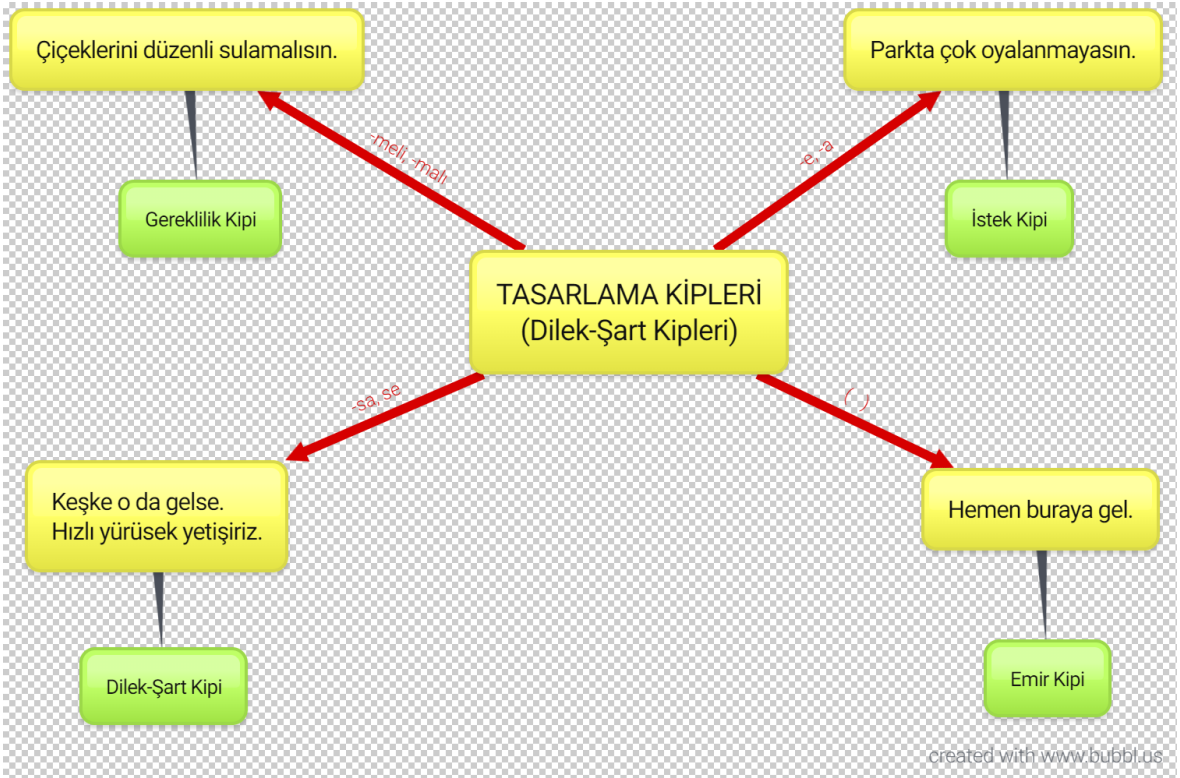 Çiçeklerini düzenli sulamalısın.
Parkta çok oyalanmayasın.
-meli, -malı
-e, -a
Gereklilik Kipi
İstek Kipi
TASARLAMA KİPLERİ
(Dilek-Şart Kipleri)
-sa, se
( )
Keşke o da gelse.
Hızlı yürüsek yetişiriz.
Hemen buraya gel.
Dilek-Şart Kipi
Emir Kipi
created with www.bubbl.us